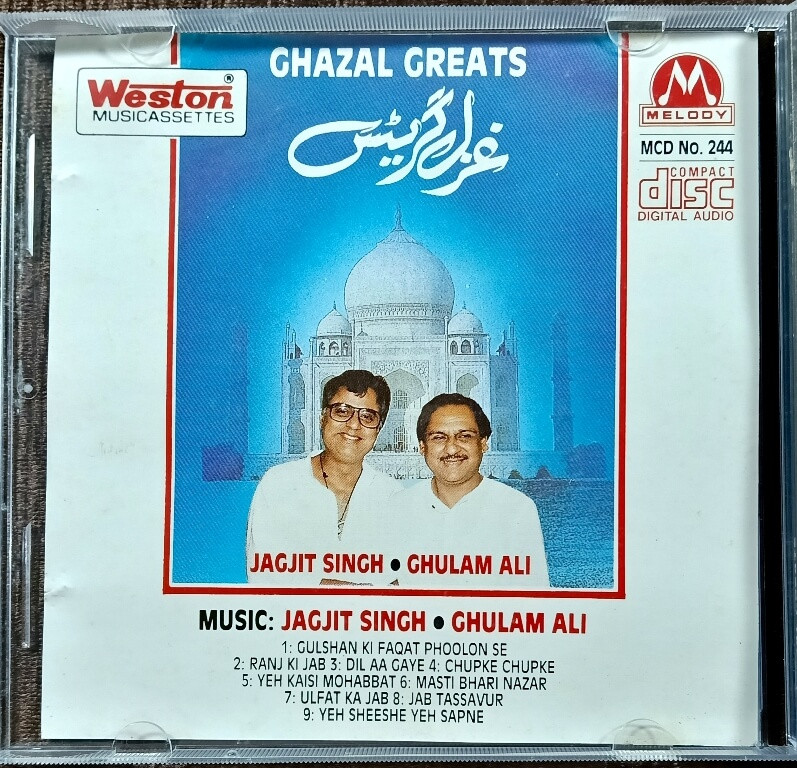 GHAZAL GREATS
Weston®
MUSICASSETTES
MELODY
غزل گریٹس
MCD No. 244
COMPACT
disc
DIGITAL AUDIO
JAGJIT SINGH • GHULAM ALI
MUSIC: JAGJIT SINGH • GHULAM ALI
1: GULSHAN KI FAQAT PHOOLON SE
2: RANJ KI JAB 3: DIL AA GAYE 4: CHUPKE CHUPKE
5: YEH KAISI MOHABBAT 6: MASTI BHARI NAZAR
7: ULFAT KA JAB 8: JAB TASSAVUR
9: YEH SHEESHE YEH SAPNE